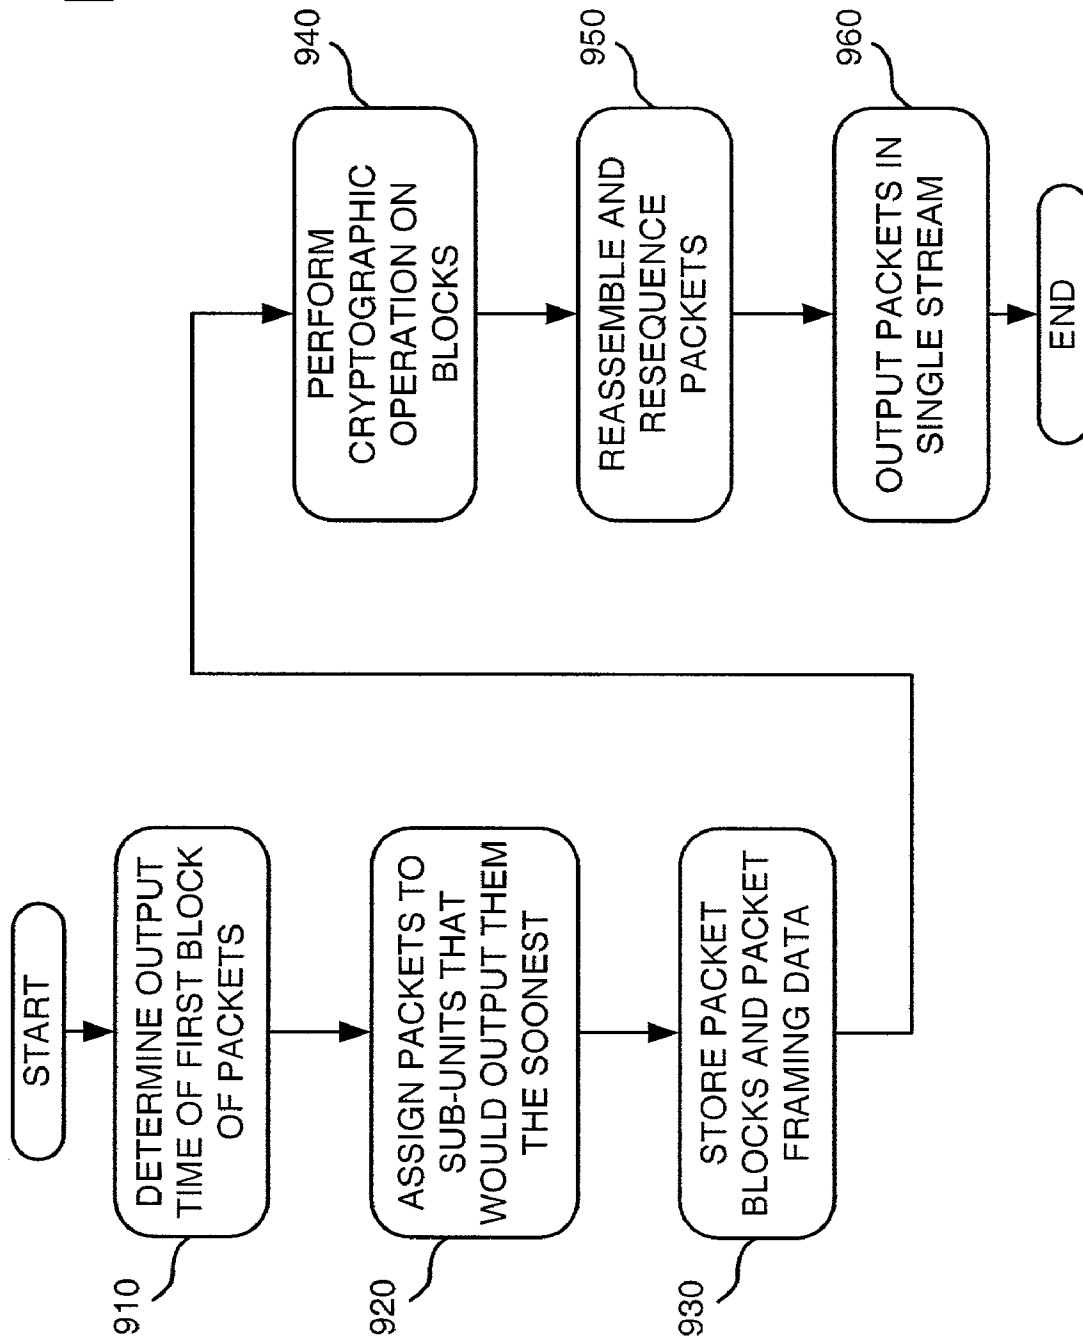 START
DETERMINE OUTPUT
TIME OF FIRST BLOCK
OF PACKETS
910
ASSIGN PACKETS TO
SUB-UNITS THAT
WOULD OUTPUT THEM
THE SOONEST
920
STORE PACKET
BLOCKS AND PACKET
FRAMING DATA
930
PERFORM
CRYPTOGRAPHIC
OPERATION ON
BLOCKS
940
REASSEMBLE AND
RESEQUENCE
PACKETS
950
OUTPUT PACKETS IN
SINGLE STREAM
960
END